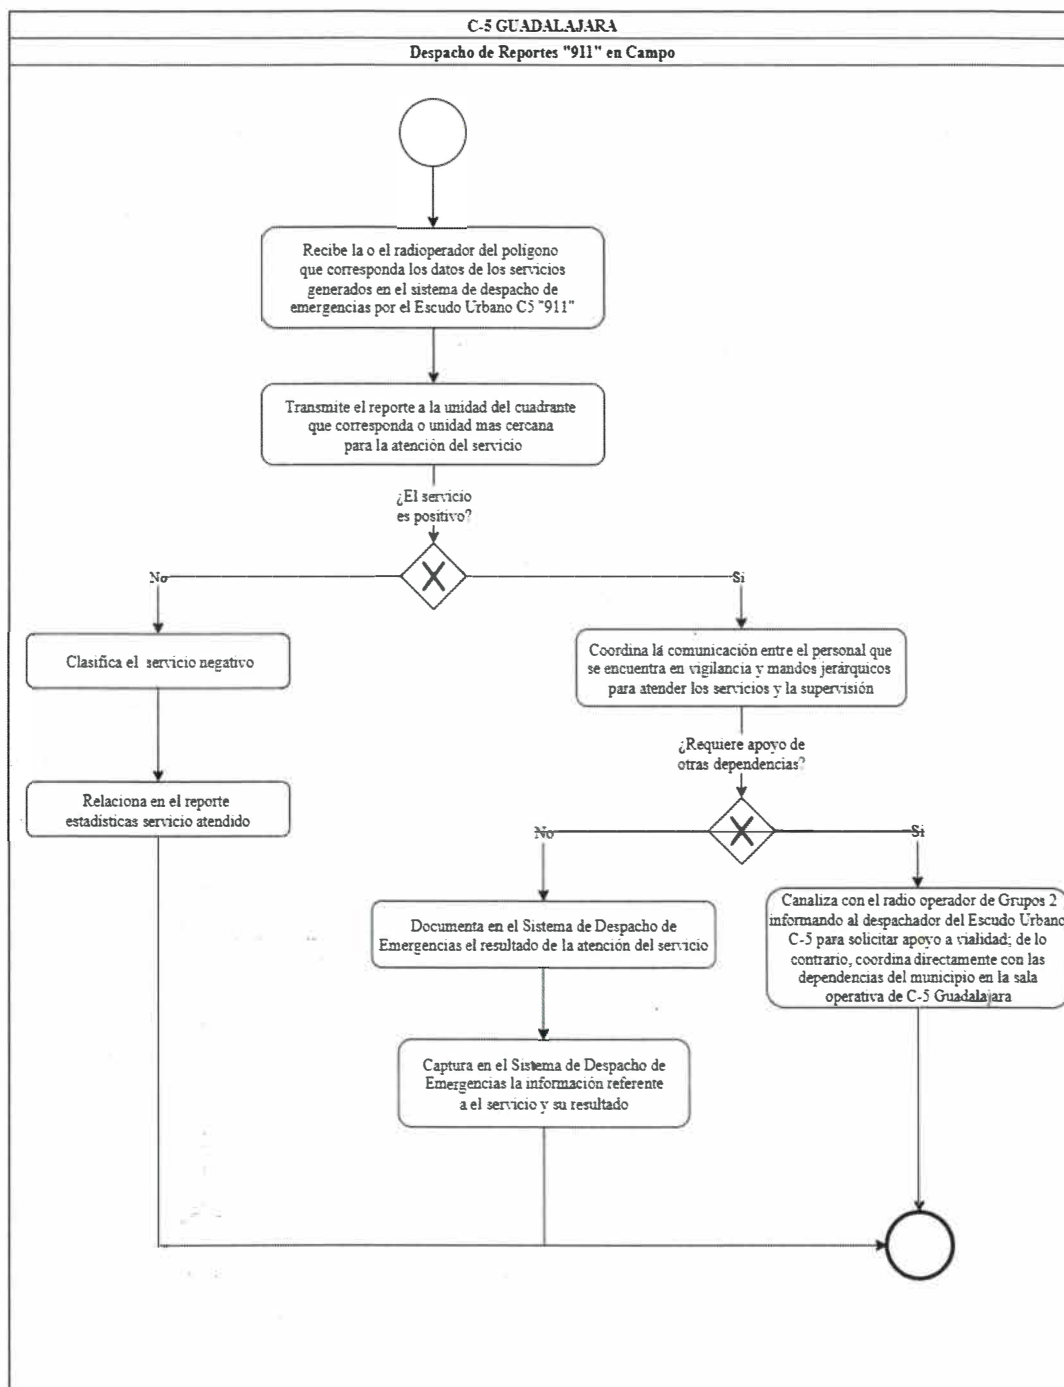 C-5 GUADALAJARA
Despacho de Reportes "911" en Campo
Recibe la o el radioperador del polígono
que corresponda los datos de los servicios
generados en el sistema de despacho de
emergencias por el Escudo Urbano C5 "911"
Transmite el reporte a la unidad del cuadrante
que corresponda o unidad mas cercana
para la atención del servicio
¿El servicio
es positivo?
No
Si
Clasifica el servicio negativo
Coordina la comunicación entre el personal que
se encuentra en vigilancia y mandos jerárquicos
para atender los servicios y la supervisión
¿Requiere apoyo de
otras dependencias?
Relaciona en el reporte
estadísticas servicio atendido
No
Si
Documenta en el Sistema de Despacho de
Emergencias el resultado de la atención del servicio
Canaliza con el radio operador de Grupos 2
informando al despachador del Escudo Urbano
C-5 para solicitar apoyo a vialidad; de lo
contrario, coordina directamente con las
dependencias del municipio en la sala
operativa de C-5 Guadalajara
Captura en el Sistema de Despacho de
Emergencias la información referente
a el servicio y su resultado